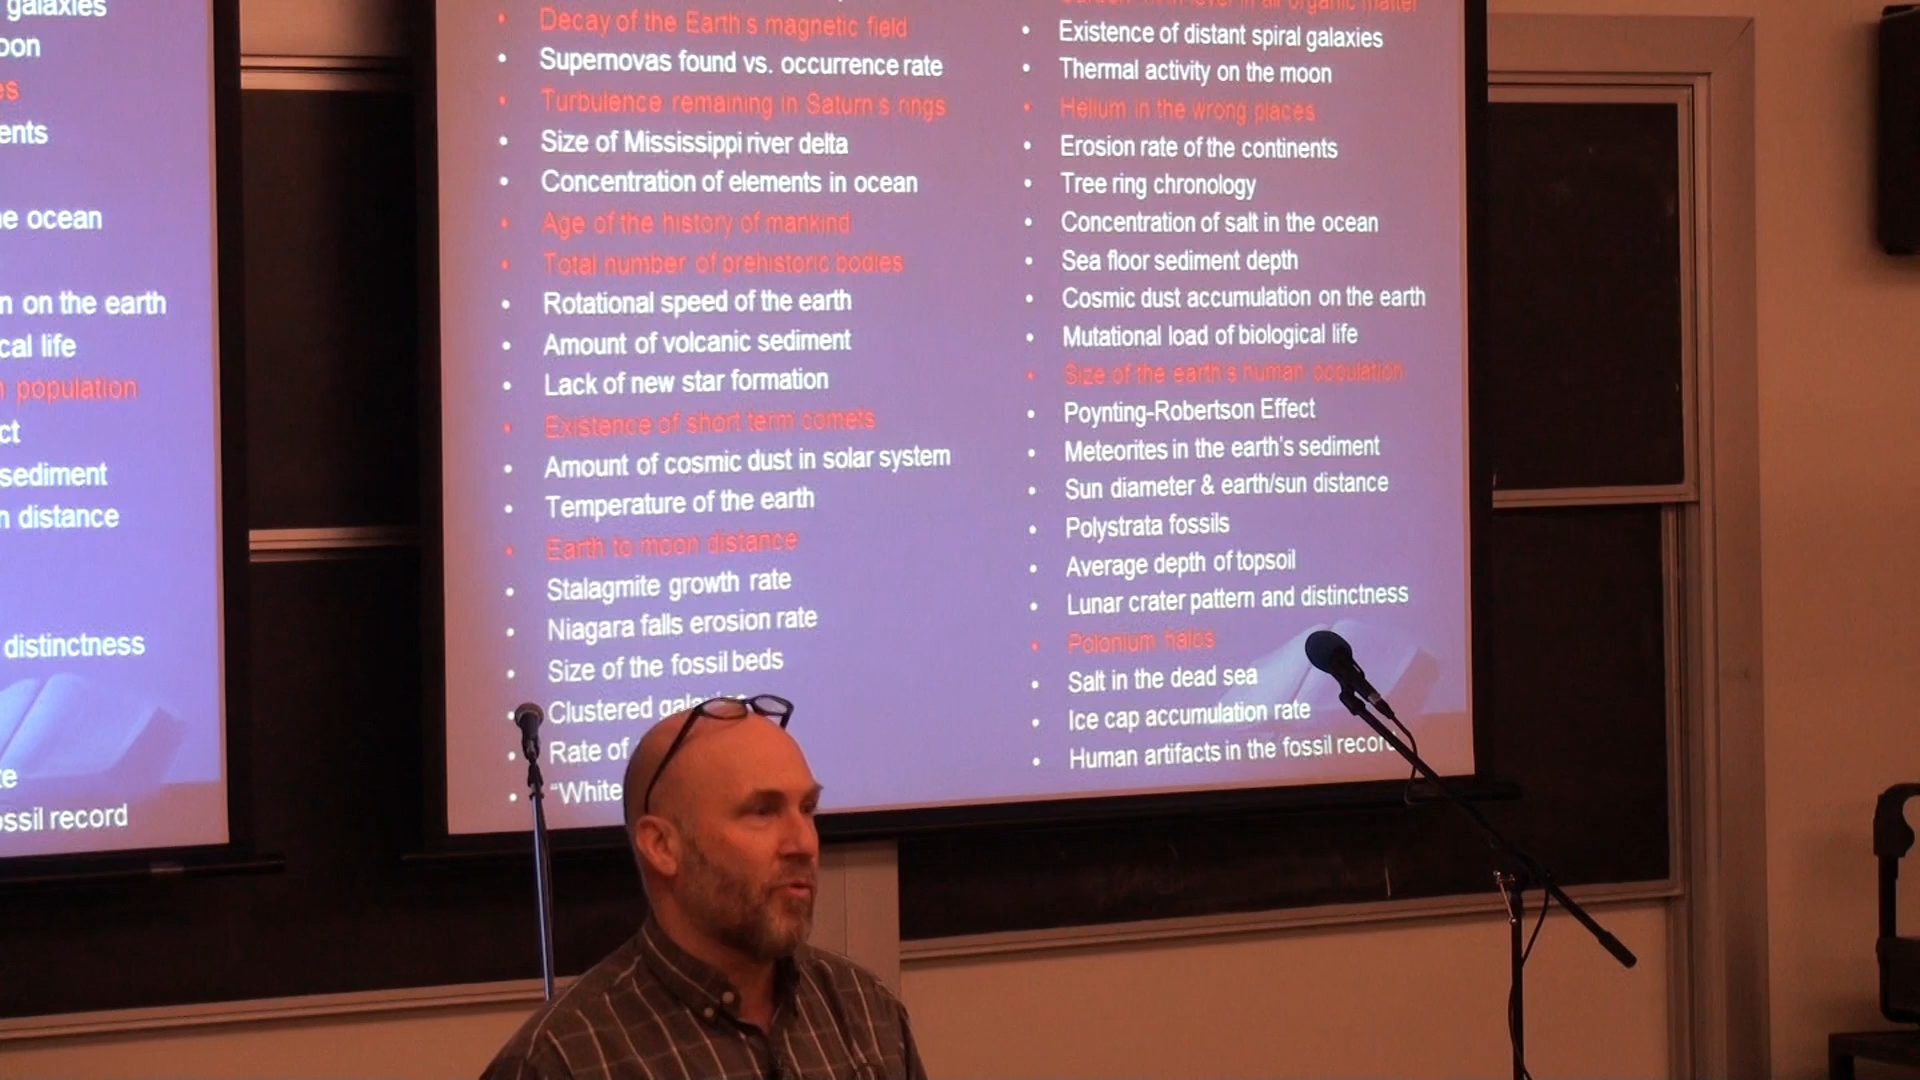 galaxies
oon
es
ents
ne ocean
n on the earth
cal life
n population
ct
sediment
n distance
distinctness
te
ossil record
Decay of the Earth s magnetic field
Supernovas found vs. occurrence rate
Turbulence remaining in Saturn s rings
Size of Mississippi river delta
Concentration of elements in ocean
Age of the history of mankind
Total number of prehistoric bodies
Rotational speed of the earth
Amount of volcanic sediment
Lack of new star formation
Existence of short term comets
Amount of cosmic dust in solar system
Temperature of the earth
Earth to moon distance
Stalagmite growth rate
Niagara falls erosion rate
Size of the fossil beds
Clustered gala
Rate of
"White
in all organic matter
Existence of distant spiral galaxies
Thermal activity on the moon
Helium in the wrong places
Erosion rate of the continents
Tree ring chronology
Concentration of salt in the ocean
Sea floor sediment depth
Cosmic dust accumulation on the earth
Mutational load of biological life
Size of the earth's human population
Poynting-Robertson Effect
Meteorites in the earth's sediment
Sun diameter & earth/sun distance
Polystrata fossils
Average depth of topsoil
Lunar crater pattern and distinctness
Polonium halos
Salt in the dead sea
Ice cap accumulation rate
Human artifacts in the fossil record